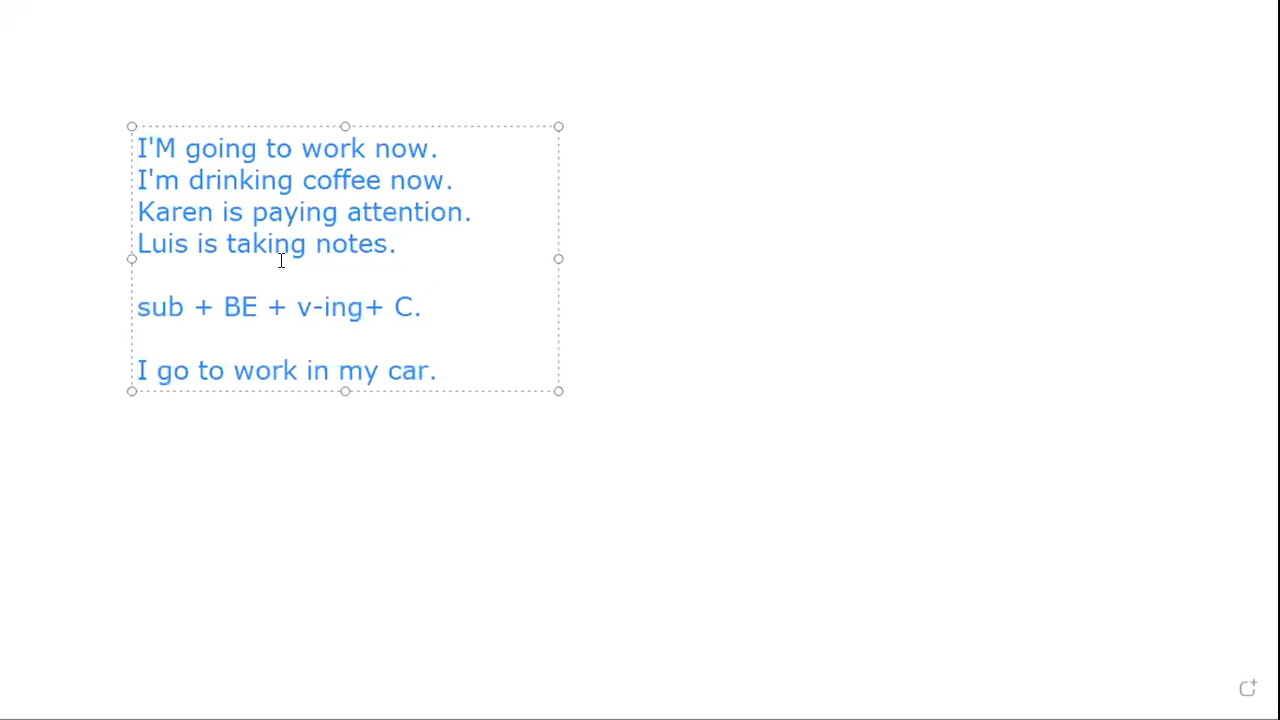 I'M going to work now.
I'm drinking coffee now.
Karen is paying attention.
Luis is taking notes.
sub + BE + v-ing+ C.
I go to work in my car.